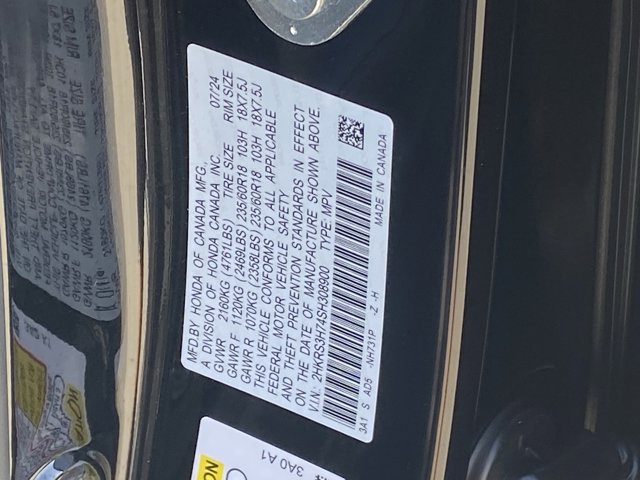 MFD.BY HONDA OF CANADA MFG. 07/24
A DIVISION OF HONDA CANADA INC.
GVWR 2160KG (4761LBS) TIRE SIZE RIM SIZE
GAWR F 1120KG (2469LBS) 235/60R18 103H 18X7.5J
GAWR R 1070KG (2358LBS) 235/60R18 103H 18X7.5J
THIS VEHICLE CONFORMS TO ALL APPLICABLE
FEDERAL MOTOR VEHICLE SAFETY
AND THEFT PREVENTION STANDARDS IN EFFECT
ON THE DATE OF MANUFACTURE SHOWN ABOVE.
V.I.N.: 2HKRS3H74SH309900 TYPE: MPV
3A1 S AD5 -NH731P -Z -H
MADE IN CANADA
3A0 A1